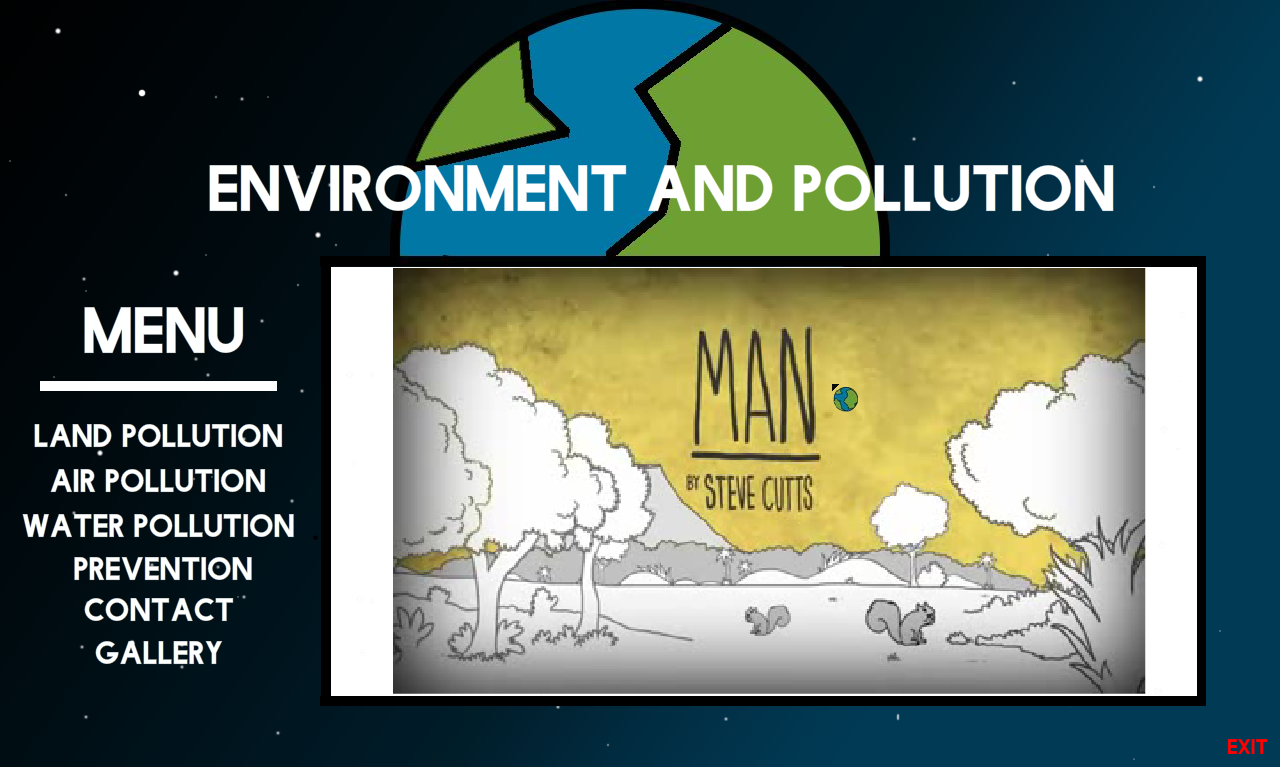 ENVIRONMENT AND POLLUTION
MENU
LAND POLLUTION
AIR POLLUTION
WATER POLLUTION
PREVENTION
CONTACT
GALLERY
MAN
BY STEVE CUTTS
EXIT